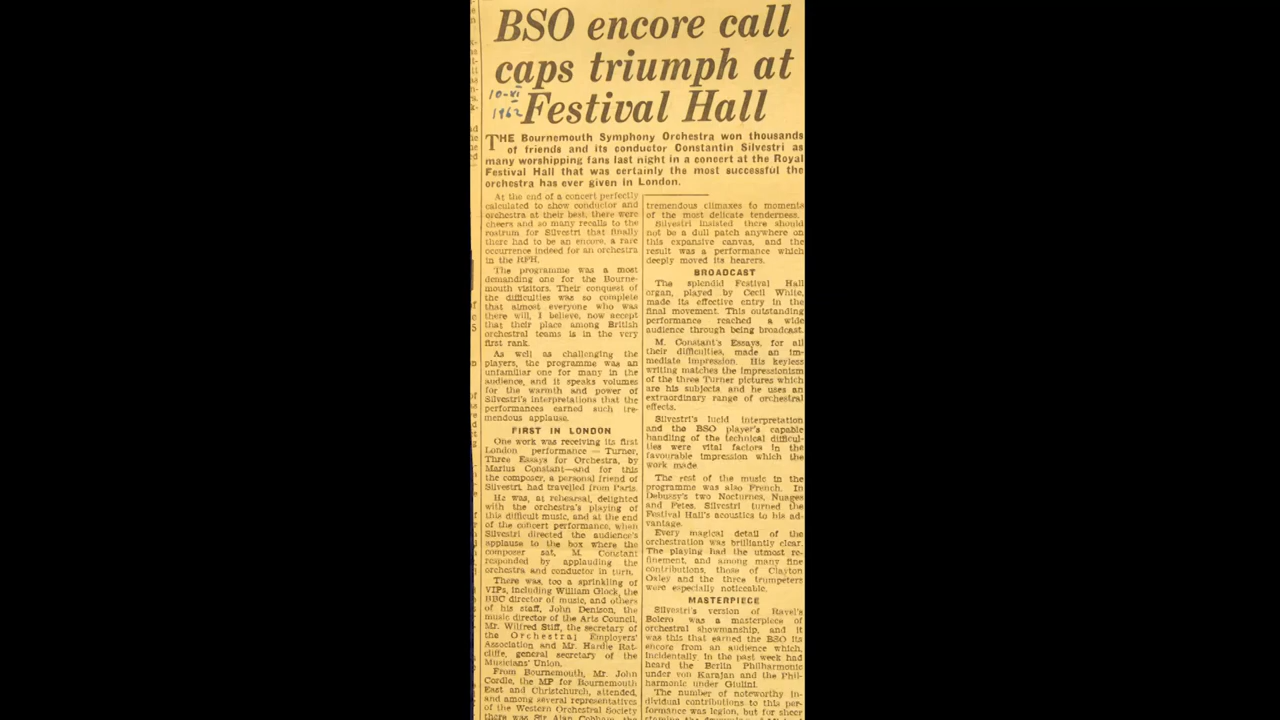 BSO encore call
caps triumph at
Festival Hall
10-XI
1962
THE Bournemouth Symphony Orchestra won thousands
of friends and its conductor Constantin Silvestri as
many worshipping fans last night in a concert at the Royal
Festival Hall that was certainly the most successful the
orchestra has ever given in London.
At the end of a concert perfectly
calculated to show conductor and
orchestra at their best, there were
cheers and so many recalls to the
rostrum for Silvestri that finally
there had to be an encore, a rare
occurrence indeed for an orchestra
in the RFH.
The programme was a most
demanding one for the Bourne-
mouth visitors. Their conquest of
the difficulties was so complete
that almost everyone who was
there will, I believe, now accept
that their place among British
orchestral teams is in the very
first rank.
As well as challenging the
players, the programme was an
unfamiliar one for many in the
audience, and it speaks volumes
for the warmth and power of
Silvestri's interpretations that the
performances earned such tre-
mendous applause.
FIRST IN LONDON
One work was receiving its first
London performance — Turner,
Three Essays for Orchestra, by
Marius Constant—and for this
the composer, a personal friend of
Silvestri, had travelled from Paris.
He was, at rehearsal, delighted
with the orchestra's playing of
this difficult music, and at the end
of the concert performance, when
Silvestri directed the audience's
applause to the box where the
composer sat, M. Constant
responded by applauding the
orchestra and conductor in turn.
There was, too a sprinkling of
VIPs, including William Glock, the
BBC director of music, and others
of his staff, John Denison, the
music director of the Arts Council,
Mr. Wilfred Stiff, the secretary of
the Orchestral Employers'
Association and Mr. Hardie Rat-
cliffe, general secretary of the
Musicians' Union.
From Bournemouth, Mr. John
Cordle, the MP for Bournemouth
East and Christchurch, attended,
and among several representatives
of the Western Orchestral Society
there was Sir Alan Cobham, the
tremendous climaxes to moments
of the most delicate tenderness.
Silvestri insisted there should
not be a dull patch anywhere on
this expansive canvas, and the
result was a performance which
deeply moved its hearers.
BROADCAST
The splendid Festival Hall
organ, played by Cecil White,
made its effective entry in the
final movement. This outstanding
performance reached a wide
audience through being broadcast.
M. Constant's Essays, for all
their difficulties, made an im-
mediate impression. His keyless
writing matches the impressionism
of the three Turner pictures which
are his subjects and he uses an
extraordinary range of orchestral
effects.
Silvestri's lucid interpretation
and the BSO player's capable
handling of the technical difficul-
ties were vital factors in the
favourable impression which the
work made
The rest of the music in the
programme was also French. In
Debussy's two Nocturnes, Nuages
and Fetes, Silvestri turned the
Festival Hall's acoustics to his ad-
vantage.
Every magical detail of the
orchestration was brilliantly clear.
The playing had the utmost re-
finement, and among many fine
contributions, those of Clayton
Oxley and the three trumpeters
were especially noticeable.
MASTERPIECE
Silvestri's version of Ravel's
Bolero was a masterpiece of
orchestral showmanship, and it
was this that earned the BSO its
encore from an audience which,
incidentally, in the past week had
heard the Berlin Philharmonic
under von Karajan and the Phil-
harmonic under Giulini.
The number of noteworthy in-
dividual contributions to this per-
formance was legion, but for sheer